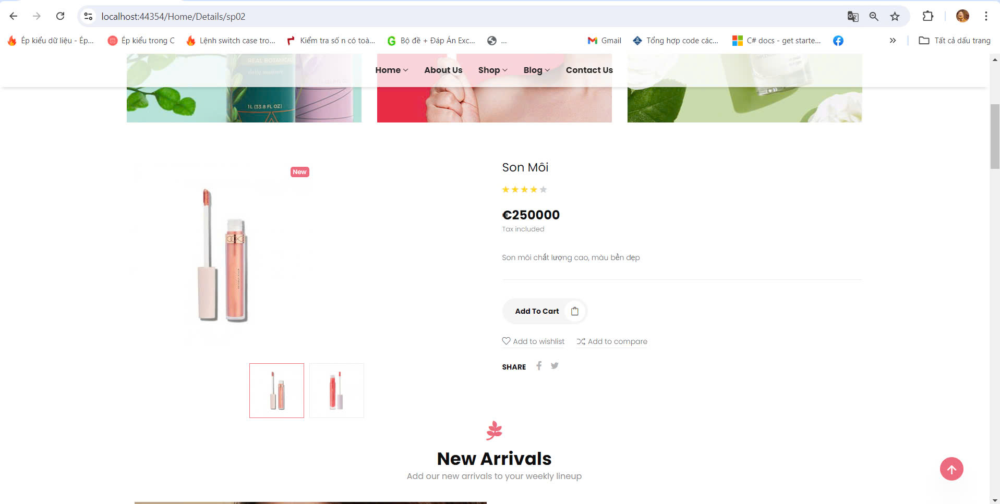 localhost:44354/Home/Details/sp02
Ép kiểu dữ liệu - Ép... Ép kiểu trong C Lệnh switch case tro... Kiểm tra số n có toà... Bộ đề + Đáp Án Exc... ... Gmail Tổng hợp code các... C# docs - get starte... Tất cả dấu trang
REAL BOTANICA
Home About Us Shop Blog Contact Us
1L (33.8 FL OZ)
New
Son Môi
€250000
Tax included
Son môi chất lượng cao, màu bền đẹp
Add To Cart
Add to wishlist Add to compare
SHARE
New Arrivals
Add our new arrivals to your weekly lineup